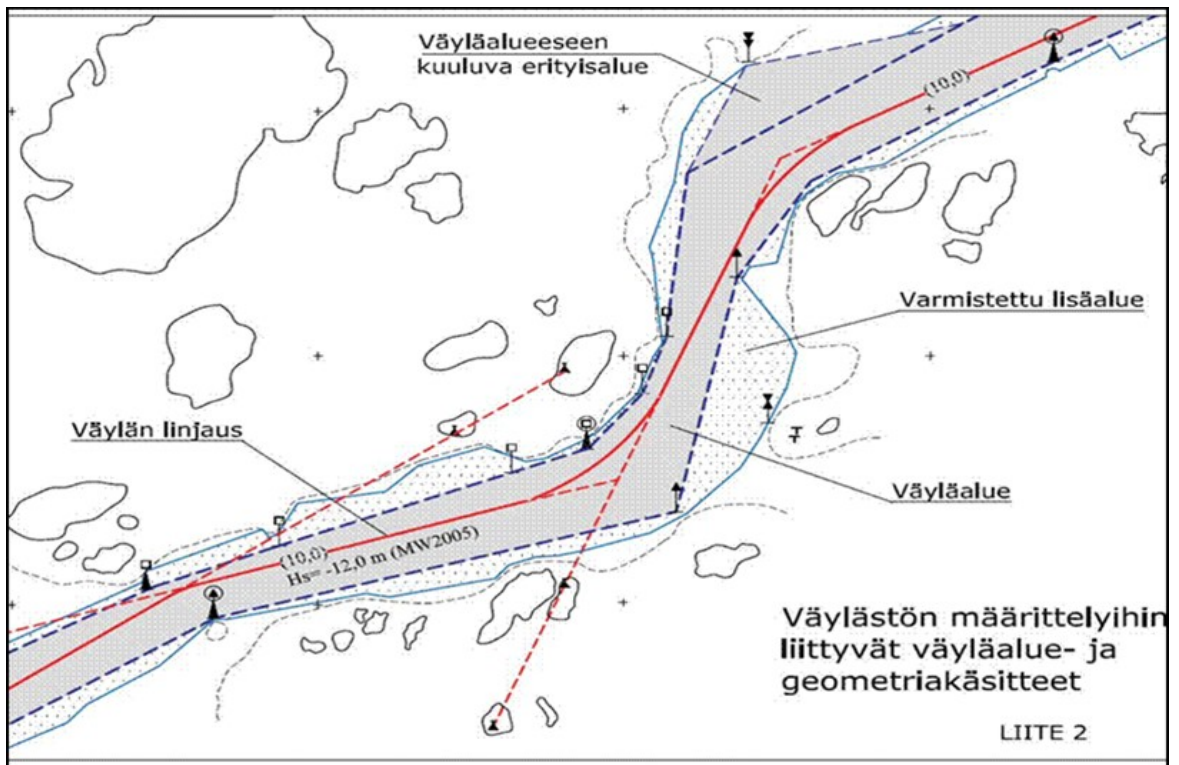 Väyläalueeseen
kuuluva erityisalue
(10,0)
Varmistettu lisäalue
Väylän linjaus
Väyläalue
(10,0)
Hs= -12,0 m (MW2005)
Väylästön määrittelyihin
liittyvät väyläalue- ja
geometriakäsitteet
LIITE 2